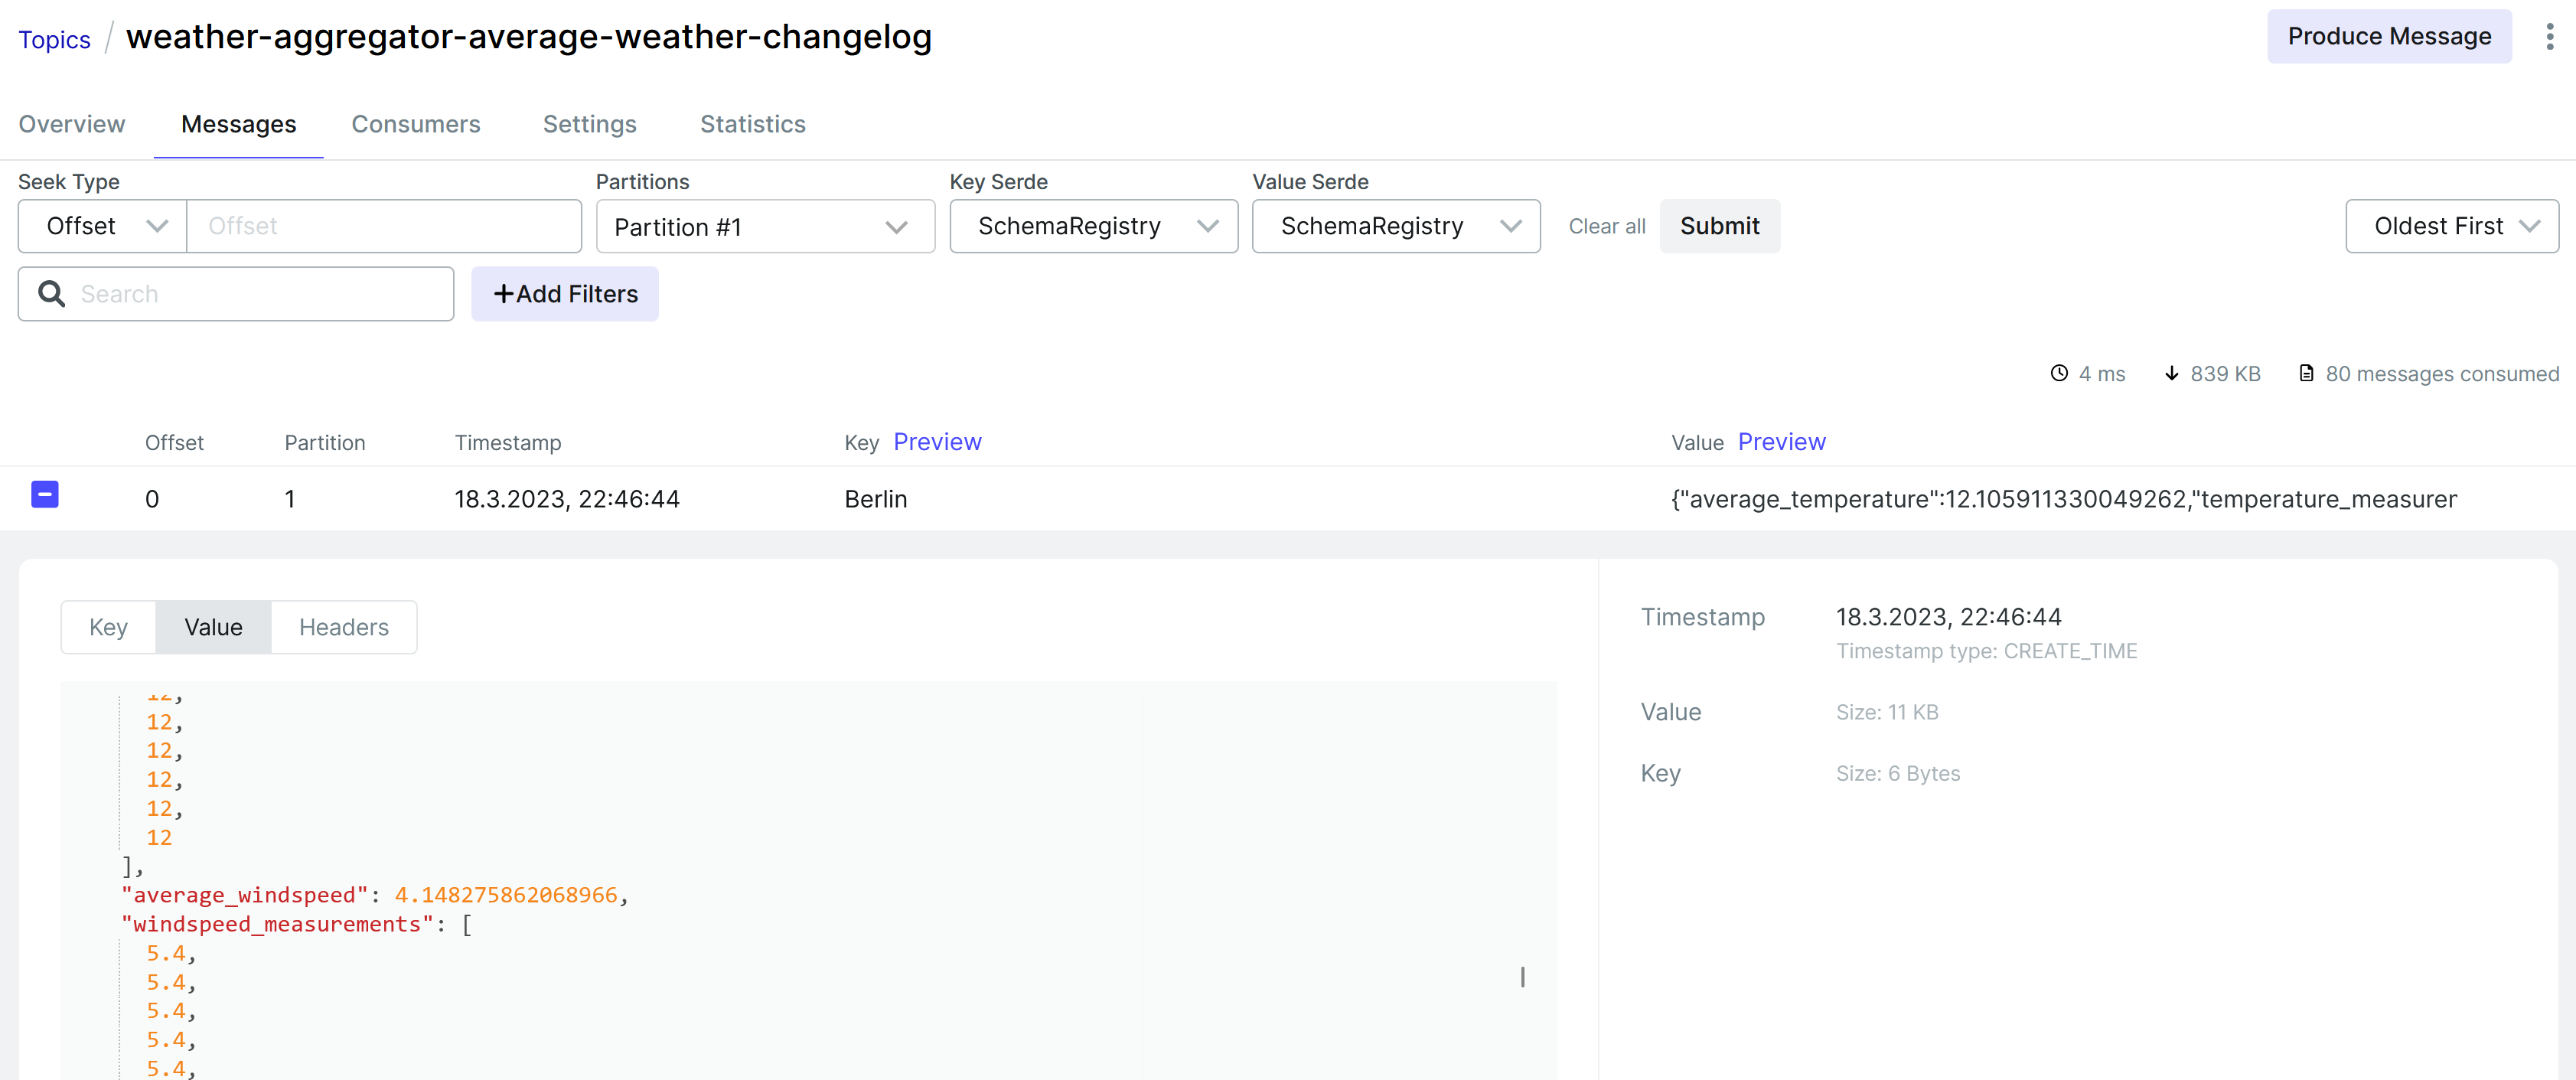 Topics / weather-aggregator-average-weather-changelog
Produce Message
Overview Messages Consumers Settings Statistics
Seek Type Partitions Key Serde Value Serde
Offset Offset Partition #1 SchemaRegistry SchemaRegistry Clear all Submit Oldest First
Search +Add Filters
4 ms 839 KB 80 messages consumed
Offset Partition Timestamp Key Preview Value Preview
0 1 18.3.2023, 22:46:44 Berlin {"average_temperature":12.105911330049262,"temperature_measurer
Key Value Headers
12,
12,
12,
12,
12,
12
],
"average_windspeed": 4.148275862068966,
"windspeed_measurements": [
5.4,
5.4,
5.4,
5.4,
5.4,
Timestamp 18.3.2023, 22:46:44
Timestamp type: CREATE_TIME
Value Size: 11 KB
Key Size: 6 Bytes